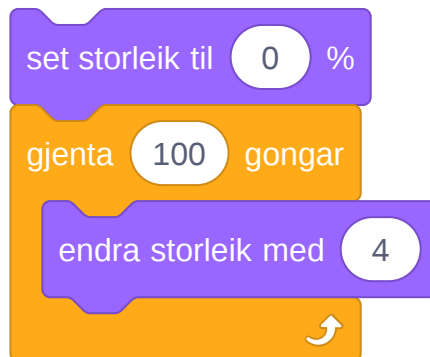 set storleik til 0 %
gjenta 100 gongar
endra storleik med 4